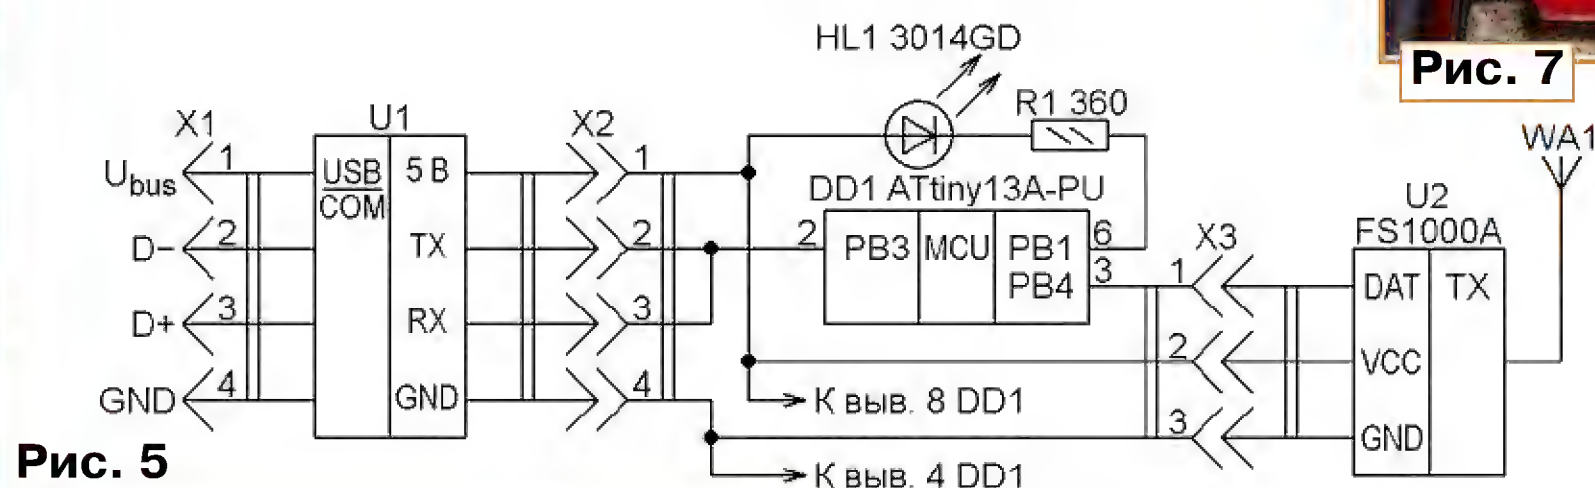 HL1 3014GD
Рис. 7
X1
U1
X2
R1 360
WA1
Ubus
1
USB
COM
5 В
1
DD1 ATtiny13A-PU
U2
FS1000A
D−
2
TX
2
2
PB3
MCU
PB1
6
X3
PB4
3
1
DAT
TX
D+
3
RX
3
2
VCC
GND
4
GND
4
К выв. 8 DD1
3
GND
Рис. 5
К выв. 4 DD1